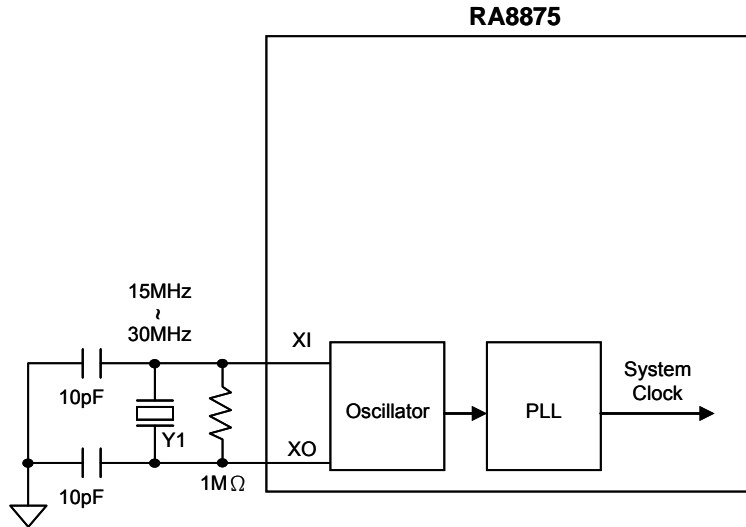 RA8875
15MHz
~
30MHz
XI
10pF
Y1
Oscillator
PLL
System
Clock
XO
10pF
1MΩ